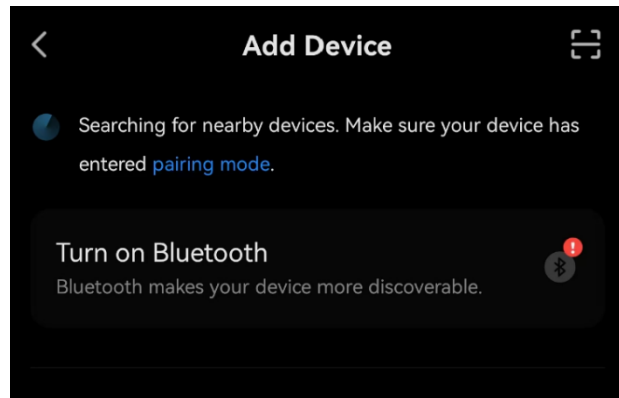 Add Device
Searching for nearby devices. Make sure your device has
entered pairing mode.
Turn on Bluetooth
Bluetooth makes your device more discoverable.